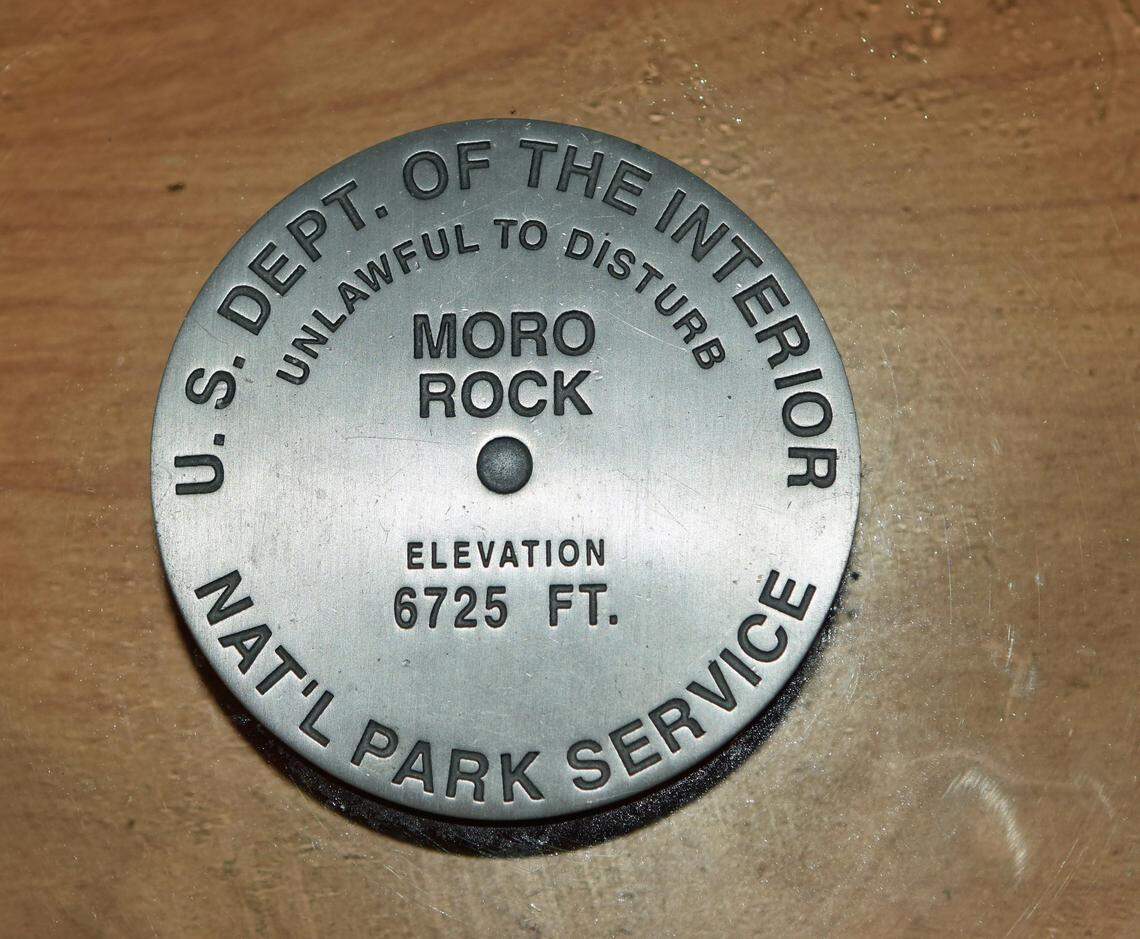 U.S. DEPT. OF THE INTERIOR
UNLAWFUL TO DISTURB
MORO
ROCK
ELEVATION
6725 FT.
NAT'L PARK SERVICE